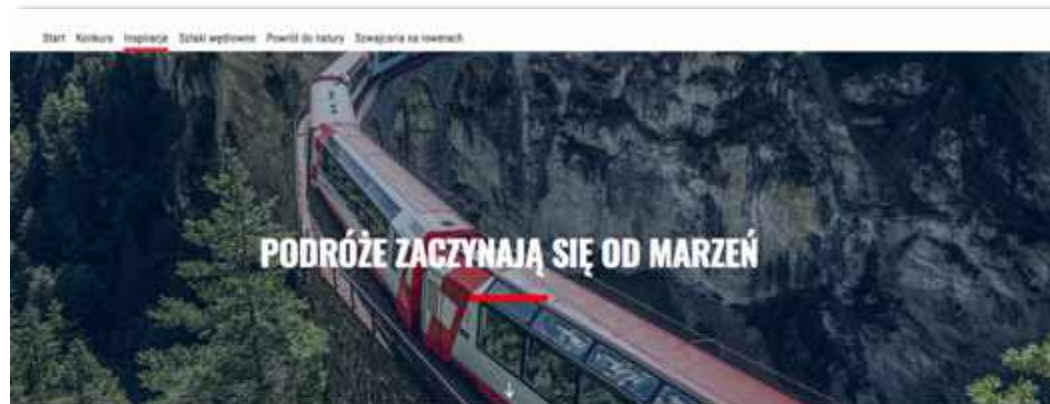 Start Konkurs Inspiracje Szlaki wędrowne Powrót do natury Szwajcaria na rowerach
PODRÓŻE ZACZYNAJĄ SIĘ OD MARZEŃ